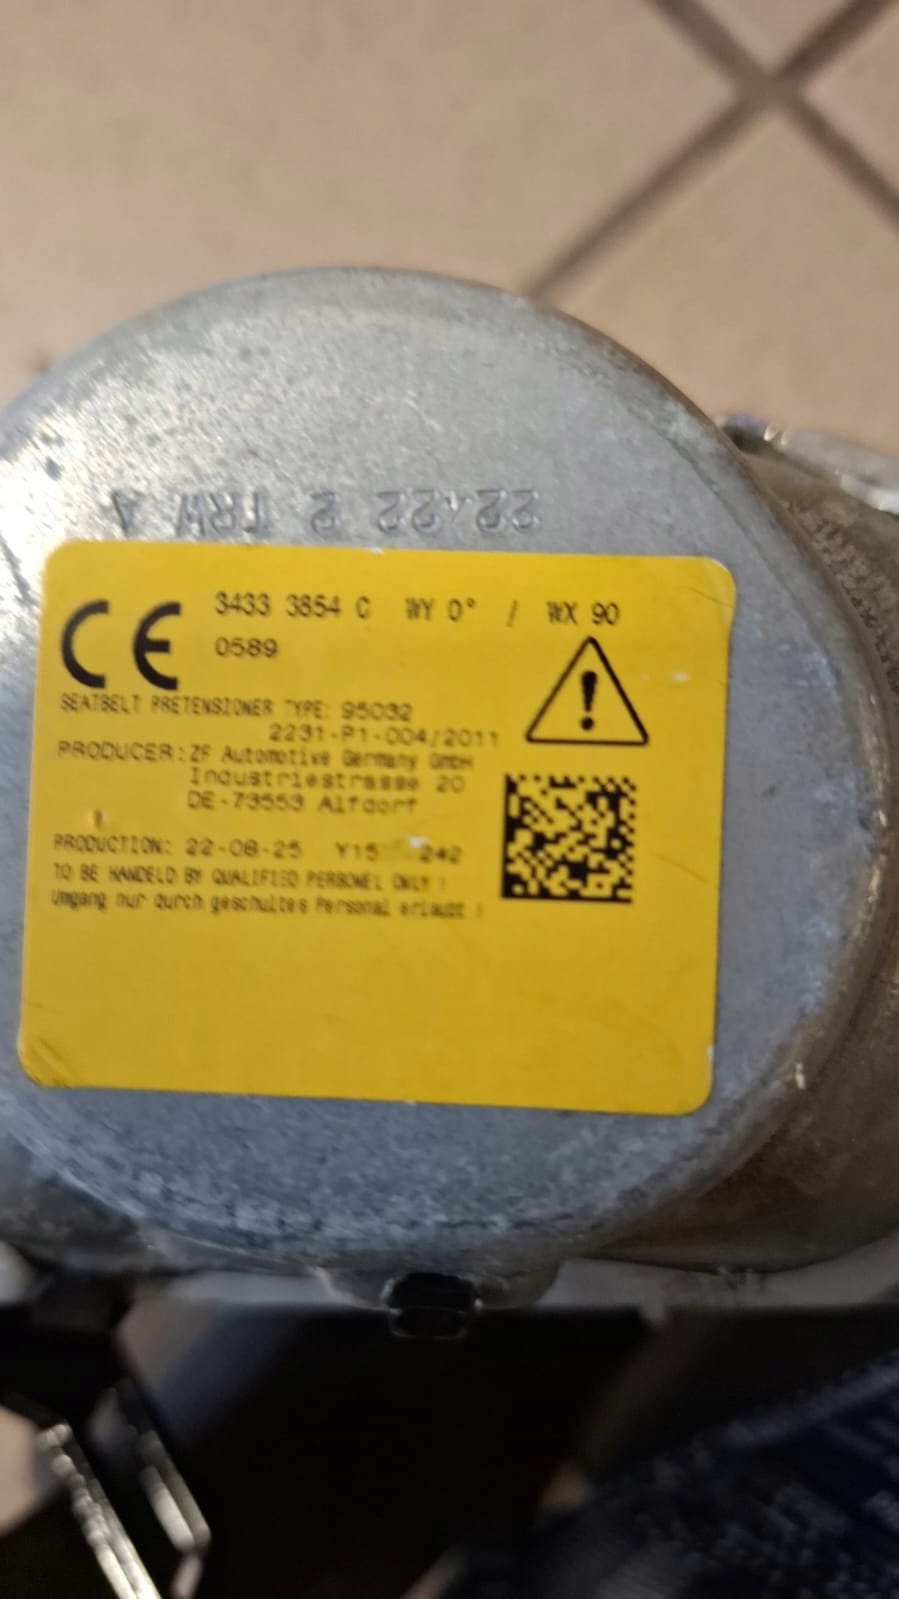 22/22 2 TRW A
CE 3433 3854 C WY 0° / WX 90
0589
SEATBELT PRETENSIONER TYPE: 95032
2231-P1-004/2011
PRODUCER: ZF Automotive Germany GmbH
Industriestrasse 20
DE-73553 Alfdorf
PRODUCTION: 22-08-25 Y15 242
TO BE HANDELD BY QUALIFIED PERSONEL ONLY !
Umgang nur durch geschultes Personal erlaubt !